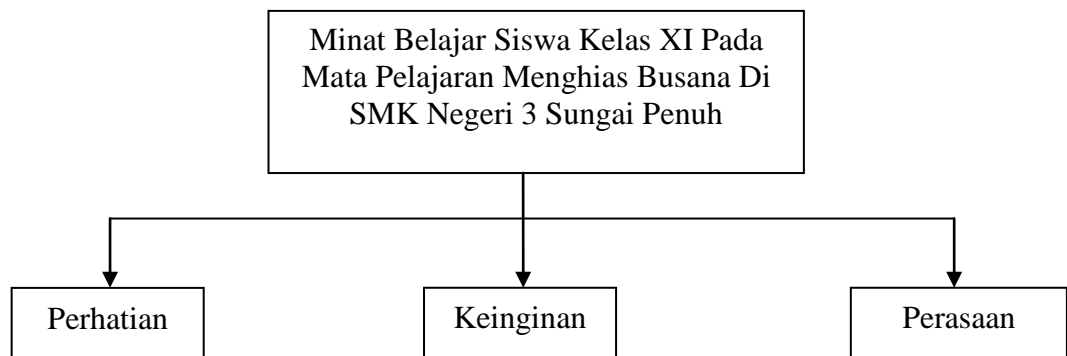 Minat Belajar Siswa Kelas XI Pada
Mata Pelajaran Menghias Busana Di
SMK Negeri 3 Sungai Penuh
Perhatian
Keinginan
Perasaan